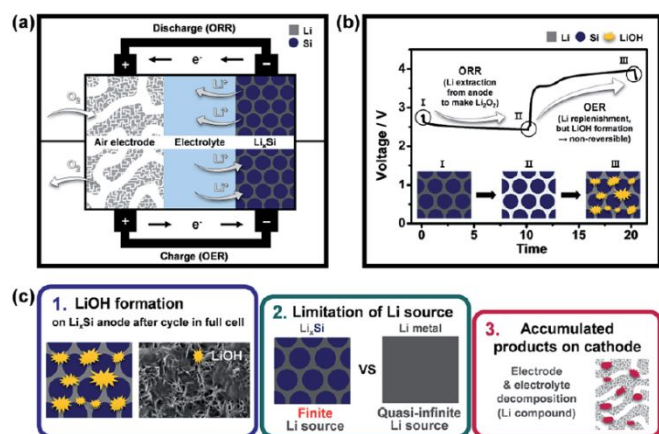 (a)
Discharge (ORR)
Li
Si
e⁻
+
−
O₂
Li⁺
Li⁺
Air electrode
Electrolyte
LiₓSi
O₂
Li⁺
Li⁺
+
−
e⁻
Charge (OER)
(b)
Li
Si
LiOH
Voltage / V
5
4
3
2
1
0
I
ORR
(Li extraction
from anode
to make Li₂O₂)
II
III
OER
(Li replenishment,
but LiOH formation
→ non-reversible)
I
II
III
0
5
10
15
20
Time
(c)
1. LiOH formation
on LiₓSi anode after cycle in full cell
LiOH
2. Limitation of Li source
LiₓSi
Li metal
VS
Finite
Li source
Quasi-infinite
Li source
3. Accumulated
products on cathode
Electrode
& electrolyte
decomposition
(Li compound)